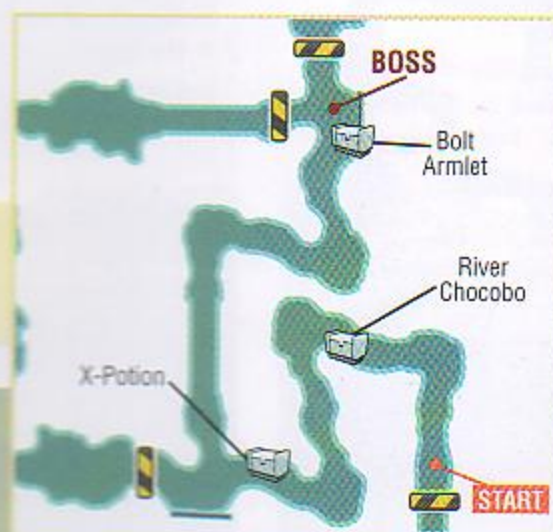 BOSS
Bolt
Armlet
River
Chocobo
X-Potion
START